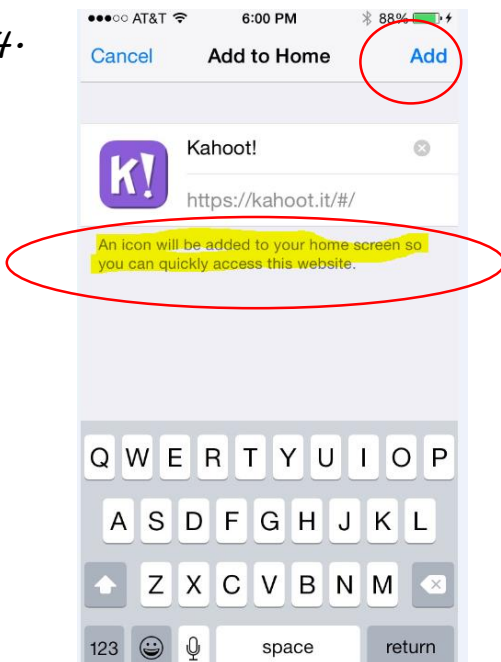 4.
●●●○○ AT&T 6:00 PM 88%
Cancel Add to Home Add
K!
Kahoot!
https://kahoot.it/#/
An icon will be added to your home screen so
you can quickly access this website.
Q W E R T Y U I O P
A S D F G H J K L
Z X C V B N M
123 space return